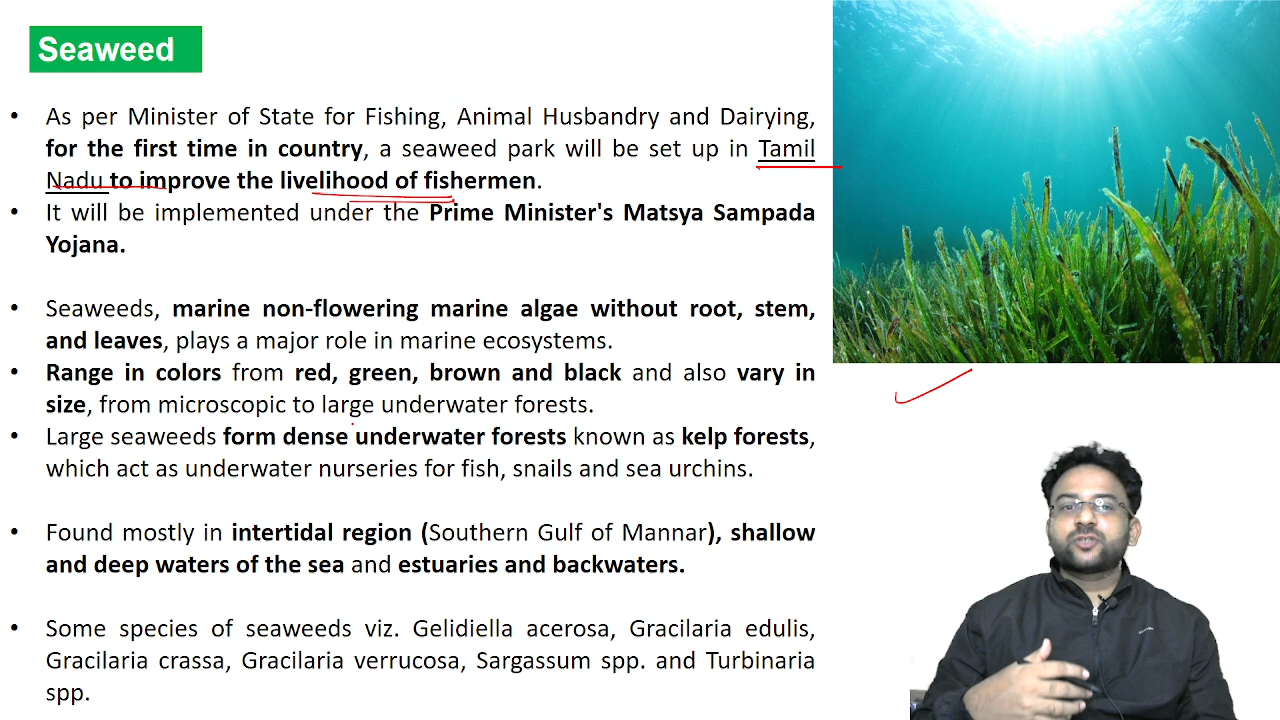 Seaweed
• As per Minister of State for Fishing, Animal Husbandry and Dairying,
for the first time in country, a seaweed park will be set up in Tamil
Nadu to improve the livelihood of fishermen.
• It will be implemented under the Prime Minister's Matsya Sampada
Yojana.
• Seaweeds, marine non-flowering marine algae without root, stem,
and leaves, plays a major role in marine ecosystems.
• Range in colors from red, green, brown and black and also vary in
size, from microscopic to large underwater forests.
• Large seaweeds form dense underwater forests known as kelp forests,
which act as underwater nurseries for fish, snails and sea urchins.
• Found mostly in intertidal region (Southern Gulf of Mannar), shallow
and deep waters of the sea and estuaries and backwaters.
• Some species of seaweeds viz. Gelidiella acerosa, Gracilaria edulis,
Gracilaria crassa, Gracilaria verrucosa, Sargassum spp. and Turbinaria
spp.